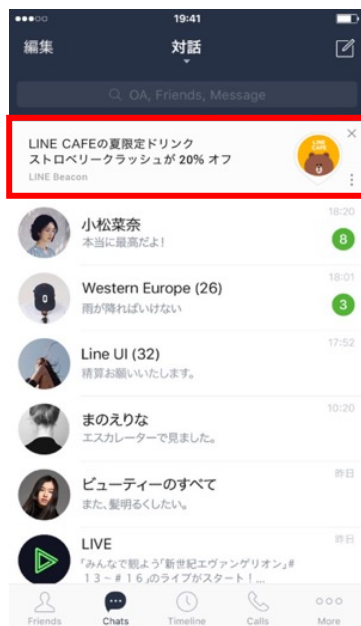 19:41
編集
対話
OA, Friends, Message
LINE CAFEの夏限定ドリンク
ストロベリークラッシュが 20% オフ
LINE Beacon
LINE CAFE
小松菜奈
18:20
本当に最高だよ!
8
Western Europe (26)
18:01
雨が降ればいけない
3
Line UI (32)
17:52
精算お願いいたします。
まのえりな
10:20
エスカレーターで見ました。
ビューティーのすべて
昨日
また、髪明るくしたい。
LIVE
昨日
「みんなで観よう「新世紀エヴァンゲリオン」#
13~#16」のライブがスタート!...
Friends
Chats
Timeline
Calls
More